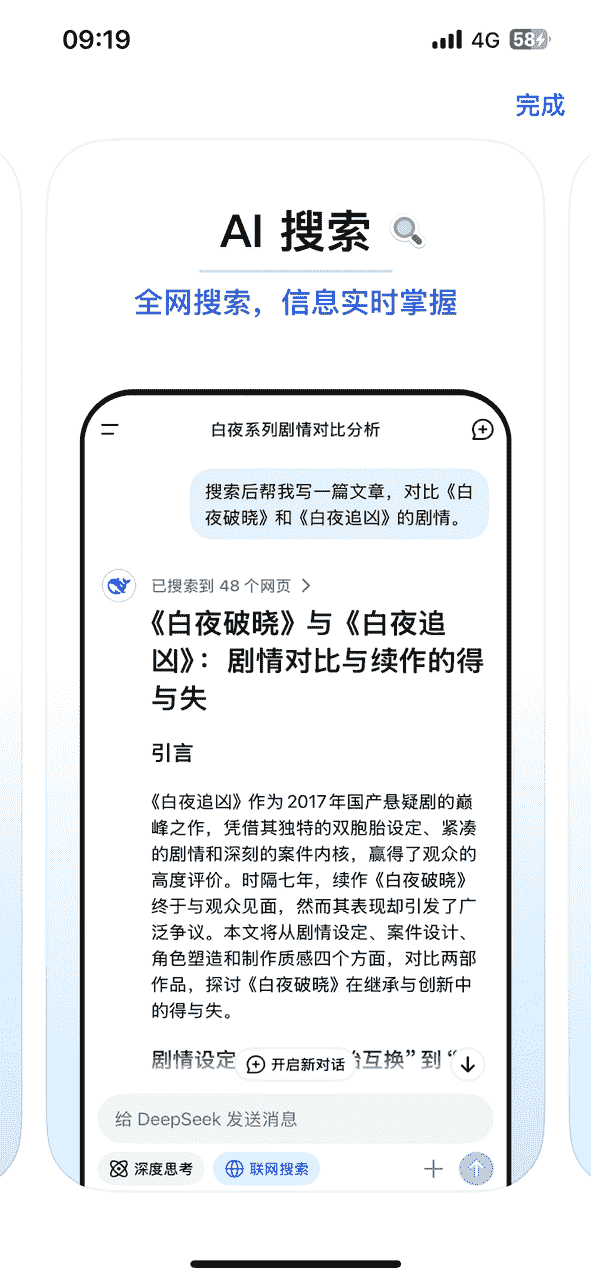 09:19
4G
58
完成
AI 搜索
全网搜索，信息实时掌握
白夜系列剧情对比分析
搜索后帮我写一篇文章，对比《白
夜破晓》和《白夜追凶》的剧情。
已搜索到 48 个网页
《白夜破晓》与《白夜追
凶》：剧情对比与续作的得
与失
引言
《白夜追凶》作为 2017 年国产悬疑剧的巅
峰之作，凭借其独特的双胞胎设定、紧凑
的剧情和深刻的案件内核，赢得了观众的
高度评价。时隔七年，续作《白夜破晓》
终于与观众见面，然而其表现却引发了广
泛争议。本文将从剧情设定、案件设计、
角色塑造和制作质感四个方面，对比两部
作品，探讨《白夜破晓》在继承与创新中
的得与失。
剧情设定
互换”到“
开启新对话
给 DeepSeek 发送消息
深度思考
联网搜索